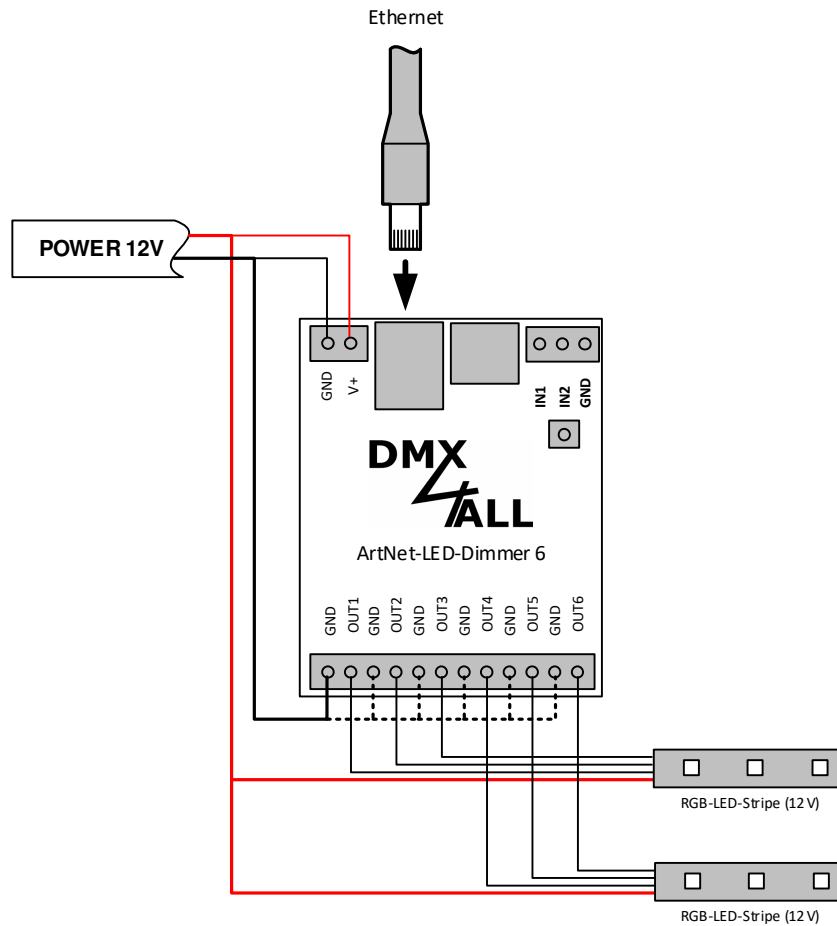 Ethernet
POWER 12V
GND
V+
IN1
IN2
GND
DMX
4
ALL
ArtNet-LED-Dimmer 6
GND
OUT1
GND
OUT2
GND
OUT3
GND
OUT4
GND
OUT5
GND
OUT6
RGB-LED-Stripe (12 V)
RGB-LED-Stripe (12 V)